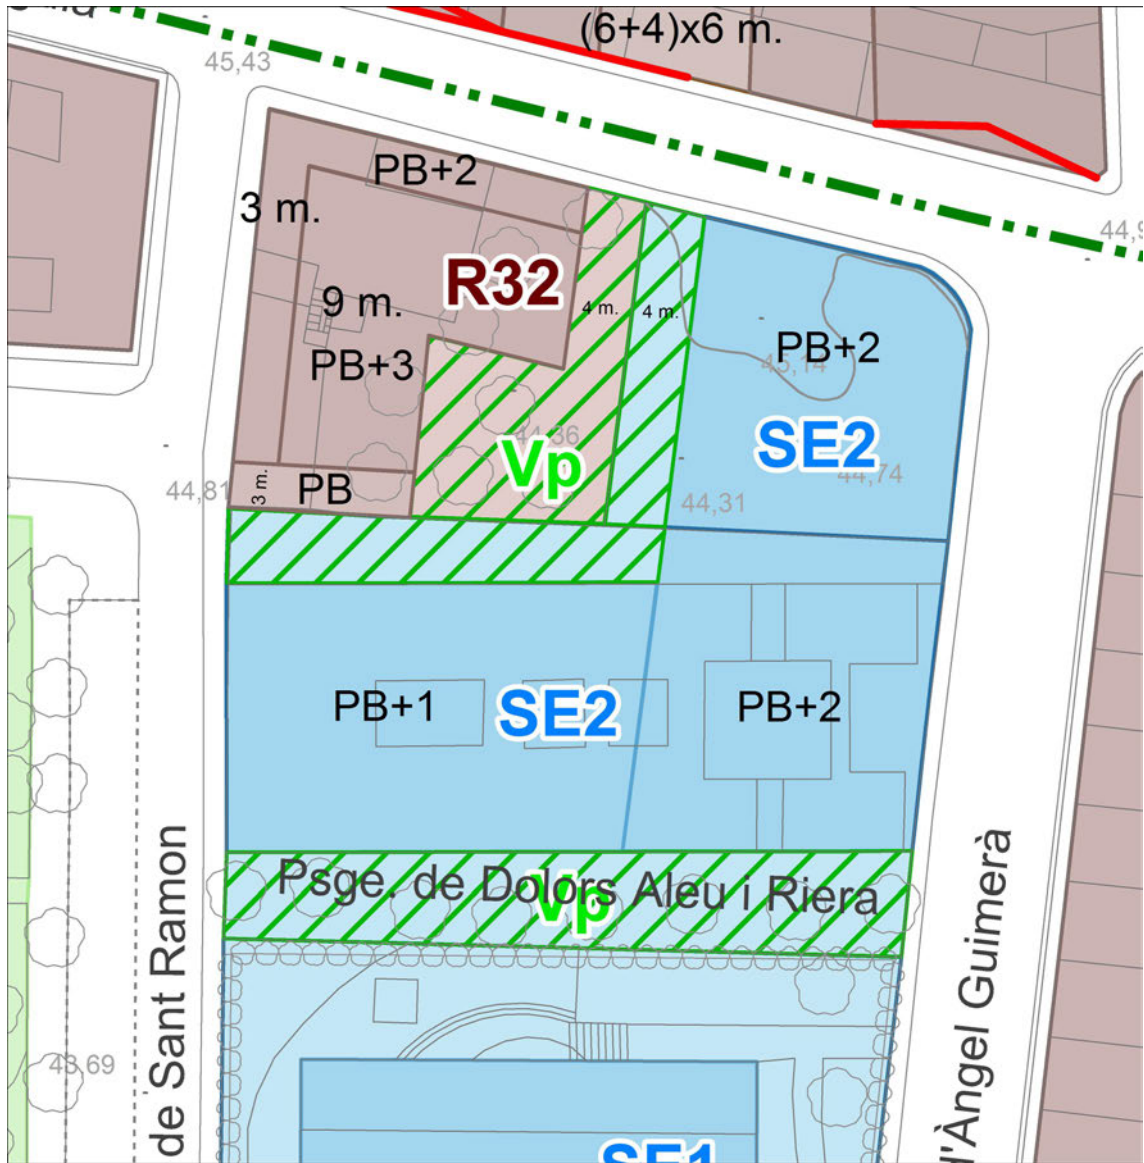 (6+4)x6 m.
45,43
PB+2
3 m.
44,9
R32
9 m.
4 m.
4 m.
PB+2
PB+3
45,14
SE2
44,36
Vp
44,74
44,81
3 m.
PB
44,31
PB+1
SE2
PB+2
Psge. de Dolors Aleu i Riera
Vp
de Sant Ramon
d'Àngel Guimerà
43,69
SE1